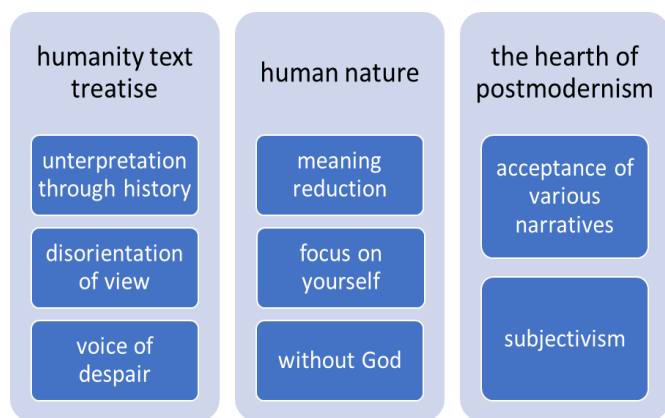 humanity text
treatise
unterpretation
through history
disorientation
of view
voice of
despair
human nature
meaning
reduction
focus on
yourself
without God
the hearth of
postmodernism
acceptance of
various
narratives
subjectivism